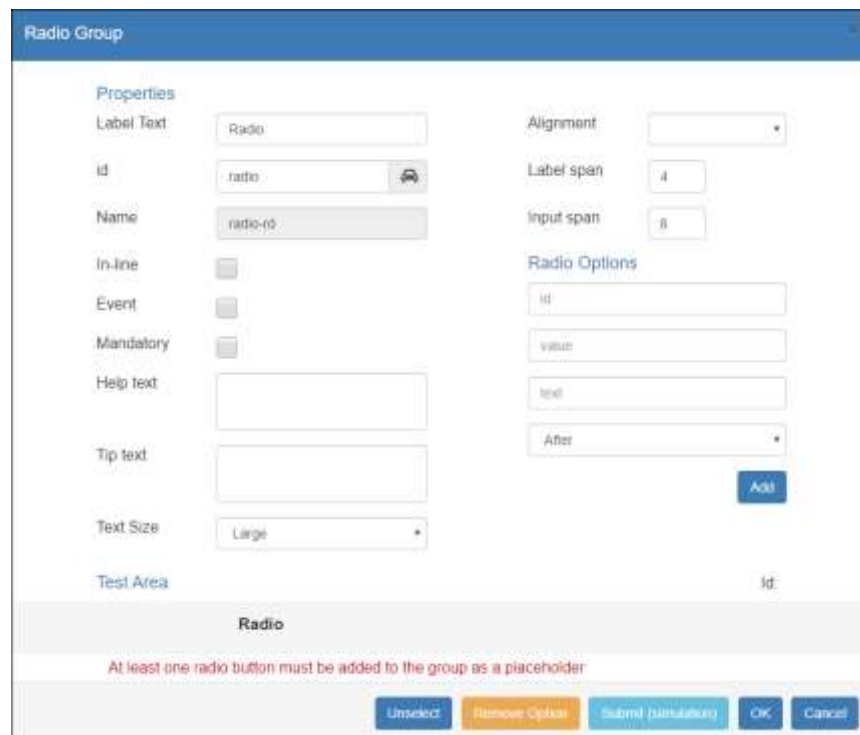 Radio Group
Properties
Label Text
Radio
Alignment
id
radio
Label span
4
Name
radio-rd
Input span
8
In-line
Radio Options
Event
id
Mandatory
value
Help text
text
After
Tip text
Add
Text Size
Large
Test Area
Id:
Radio
At least one radio button must be added to the group as a placeholder
Unselect
Remove Option
Submit (simulation)
OK
Cancel